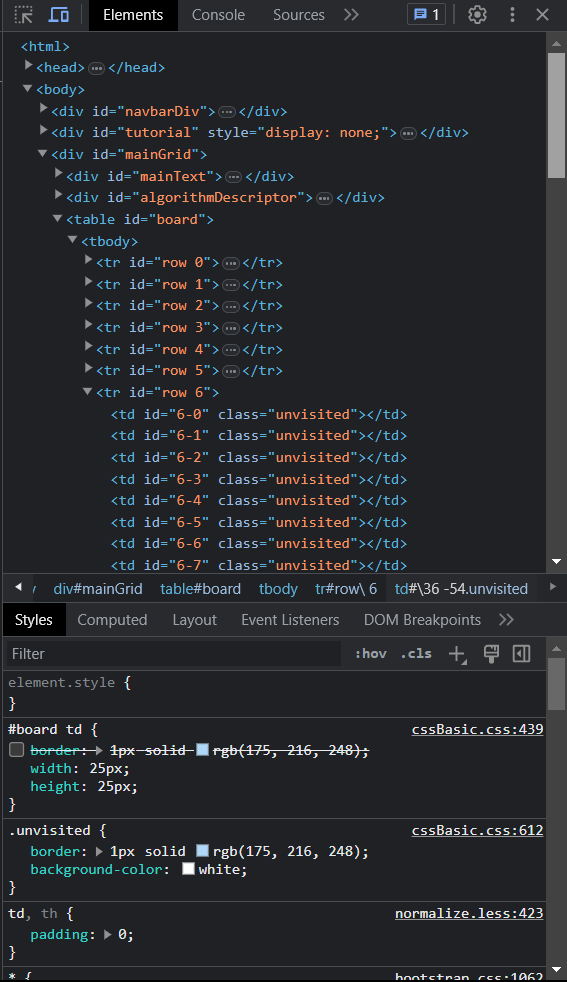 Elements Console Sources 1
<html>
<head> ⋯ </head>
<body>
<div id="navbarDiv"> ⋯ </div>
<div id="tutorial" style="display: none;"> ⋯ </div>
<div id="mainGrid">
<div id="mainText"> ⋯ </div>
<div id="algorithmDescriptor"> ⋯ </div>
<table id="board">
<tbody>
<tr id="row 0"> ⋯ </tr>
<tr id="row 1"> ⋯ </tr>
<tr id="row 2"> ⋯ </tr>
<tr id="row 3"> ⋯ </tr>
<tr id="row 4"> ⋯ </tr>
<tr id="row 5"> ⋯ </tr>
<tr id="row 6">
<td id="6-0" class="unvisited"></td>
<td id="6-1" class="unvisited"></td>
<td id="6-2" class="unvisited"></td>
<td id="6-3" class="unvisited"></td>
<td id="6-4" class="unvisited"></td>
<td id="6-5" class="unvisited"></td>
<td id="6-6" class="unvisited"></td>
<td id="6-7" class="unvisited"></td>
div#mainGrid table#board tbody tr#row\ 6 td#\36 -54.unvisited
Styles Computed Layout Event Listeners DOM Breakpoints
Filter :hov .cls
element.style {
}
#board td { cssBasic.css:439
border: 1px solid rgb(175, 216, 248);
width: 25px;
height: 25px;
}
.unvisited { cssBasic.css:612
border: 1px solid rgb(175, 216, 248);
background-color: white;
}
td, th { normalize.less:423
padding: 0;
}
* { bootstrap.css:1062